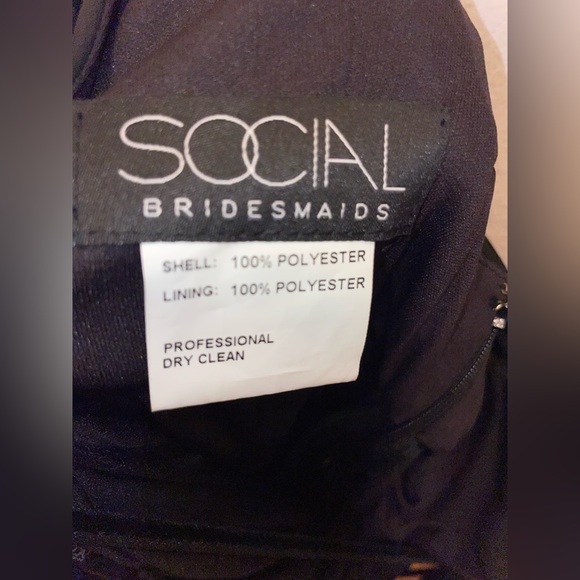 SOCIAL
BRIDESMAIDS
SHELL: 100% POLYESTER
LINING: 100% POLYESTER
PROFESSIONAL
DRY CLEAN